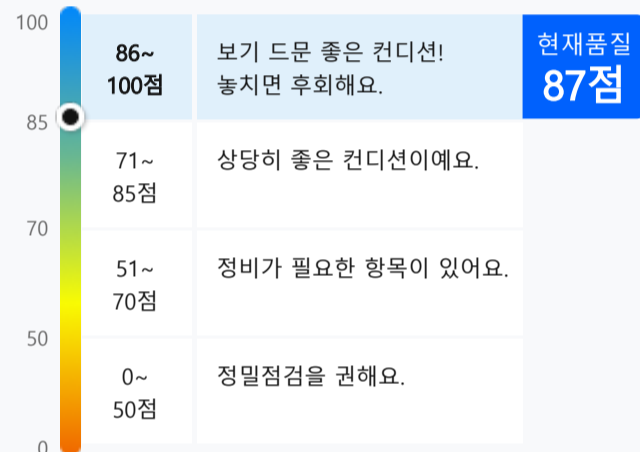 100
86~
100점
보기 드문 좋은 컨디션!
놓치면 후회해요.
현재품질
87점
85
71~
85점
상당히 좋은 컨디션이예요.
70
51~
70점
정비가 필요한 항목이 있어요.
50
0~
50점
정밀점검을 권해요.
0